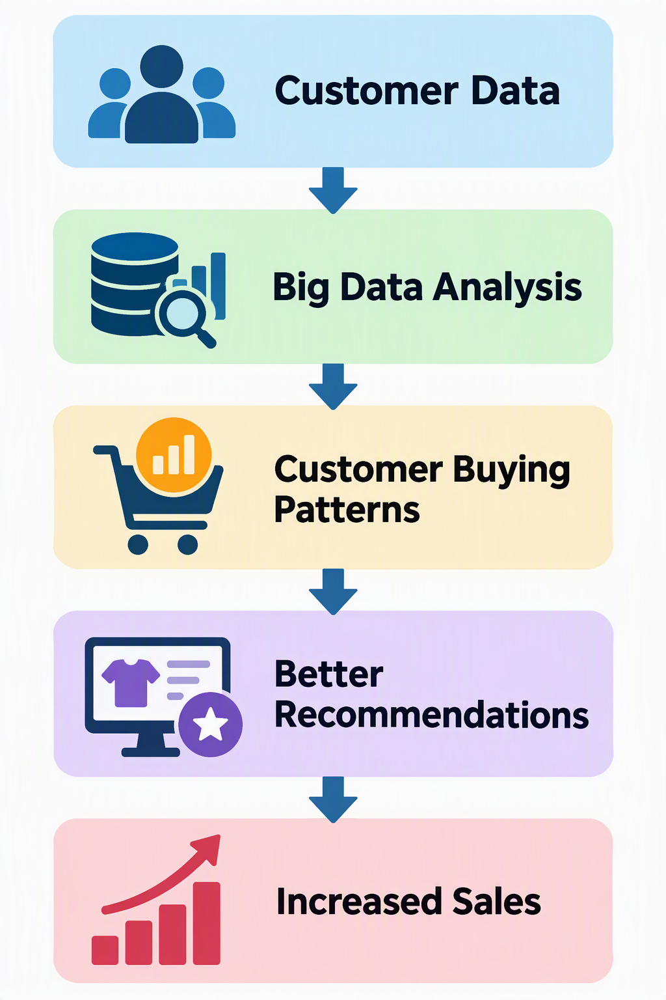 Customer Data
Big Data Analysis
Customer Buying
Patterns
Better
Recommendations
Increased Sales